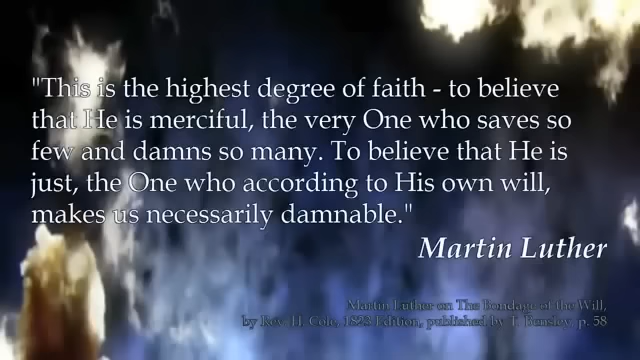 "This is the highest degree of faith - to believe
that He is merciful, the very One who saves so
few and damns so many. To believe that He is
just, the One who according to His own will,
makes us necessarily damnable."
Martin Luther
Martin Luther on The Bondage of the Will,
by Rev. H. Cole, Edition, published by T. Bensley p. 58